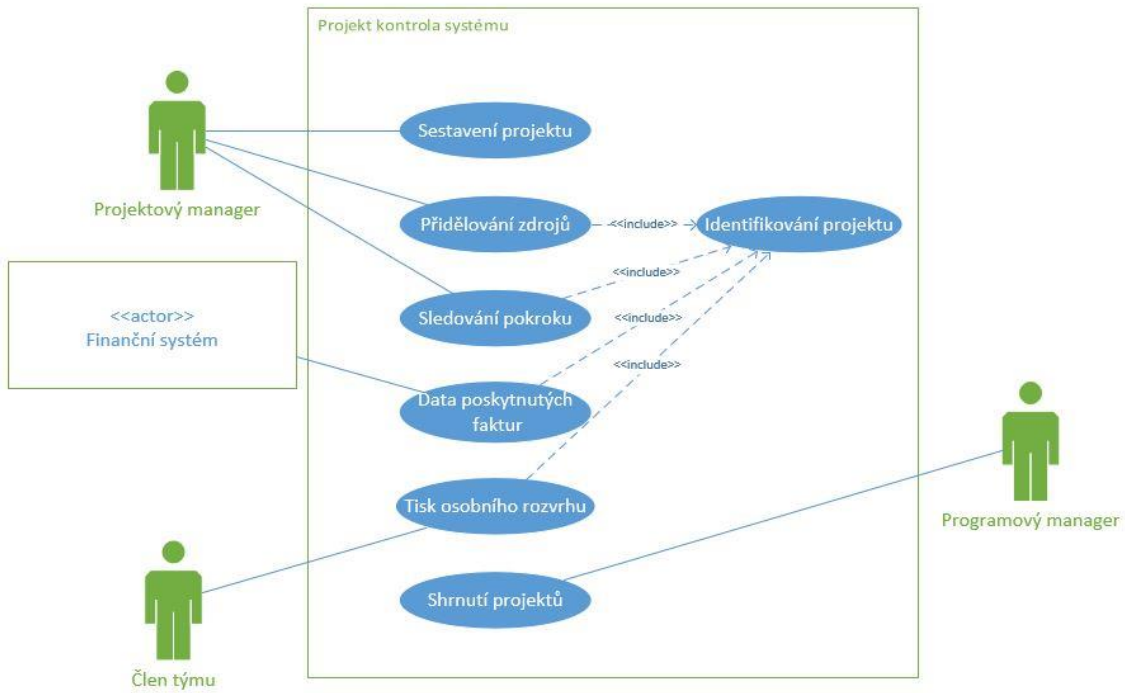 Projekt kontrola systému
Sestavení projektu
Projektový manager
Přidělování zdrojů
<<include>>
Identifikování projektu
<<include>>
<<actor>>
Finanční systém
Sledování pokroku
<<include>>
<<include>>
Data poskytnutých
faktur
Tisk osobního rozvrhu
Programový manager
Shrnutí projektů
Člen týmu